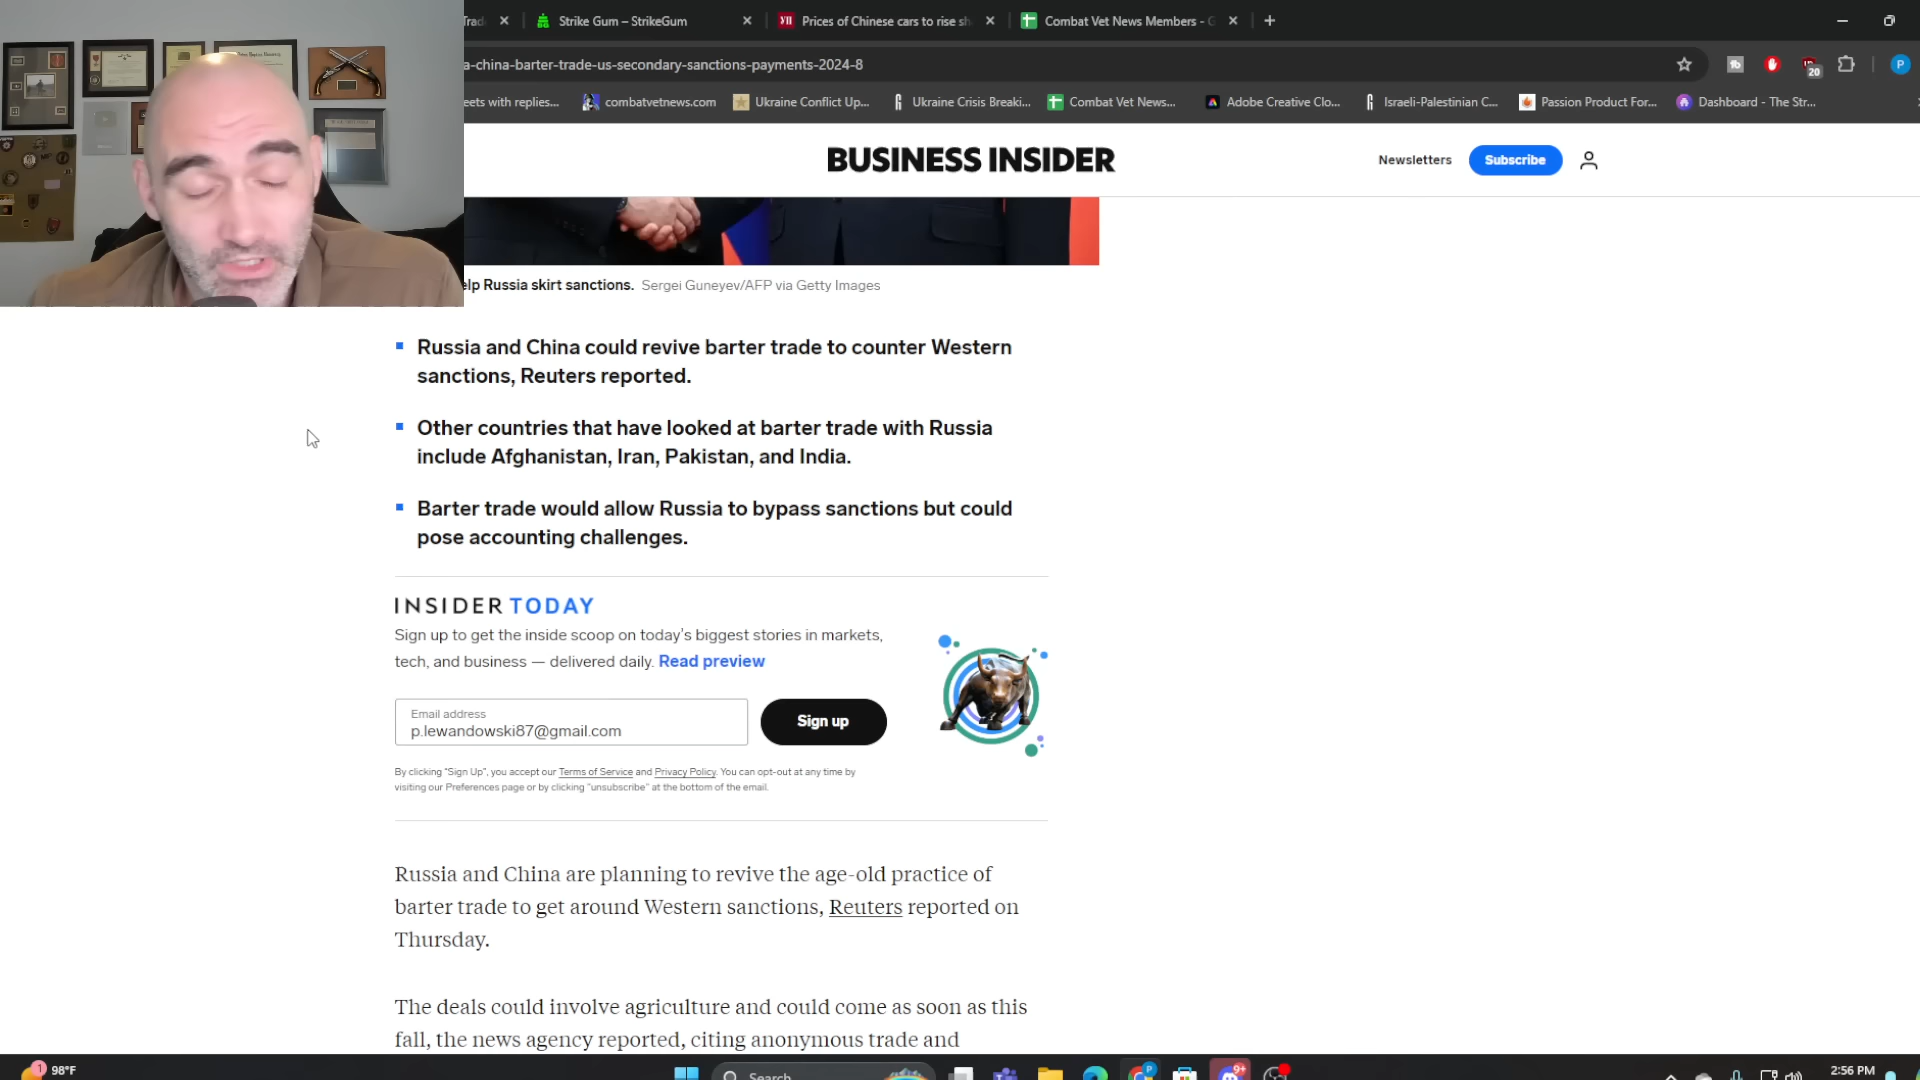 Trad
Strike Gum – StrikeGum
Prices of Chinese cars to rise sh
Combat Vet News Members - G
a-china-barter-trade-us-secondary-sanctions-payments-2024-8
20
P
eets with replies...
combatvetnews.com
Ukraine Conflict Up...
Ukraine Crisis Breaki...
Combat Vet News...
Adobe Creative Clo...
Israeli-Palestinian C...
Passion Product For...
Dashboard - The Str...
BUSINESS INSIDER
Newsletters
Subscribe
elp Russia skirt sanctions. Sergei Guneyev/AFP via Getty Images
Russia and China could revive barter trade to counter Western
sanctions, Reuters reported.
Other countries that have looked at barter trade with Russia
include Afghanistan, Iran, Pakistan, and India.
Barter trade would allow Russia to bypass sanctions but could
pose accounting challenges.
INSIDER TODAY
Sign up to get the inside scoop on today's biggest stories in markets,
tech, and business — delivered daily. Read preview
Email address
p.lewandowski87@gmail.com
Sign up
By clicking "Sign Up", you accept our Terms of Service and Privacy Policy. You can opt-out at any time by
visiting our Preferences page or by clicking "unsubscribe" at the bottom of the email.
Russia and China are planning to revive the age-old practice of
barter trade to get around Western sanctions, Reuters reported on
Thursday.
The deals could involve agriculture and could come as soon as this
fall, the news agency reported, citing anonymous trade and
1
98°F
Search
P
9+
2:56 PM